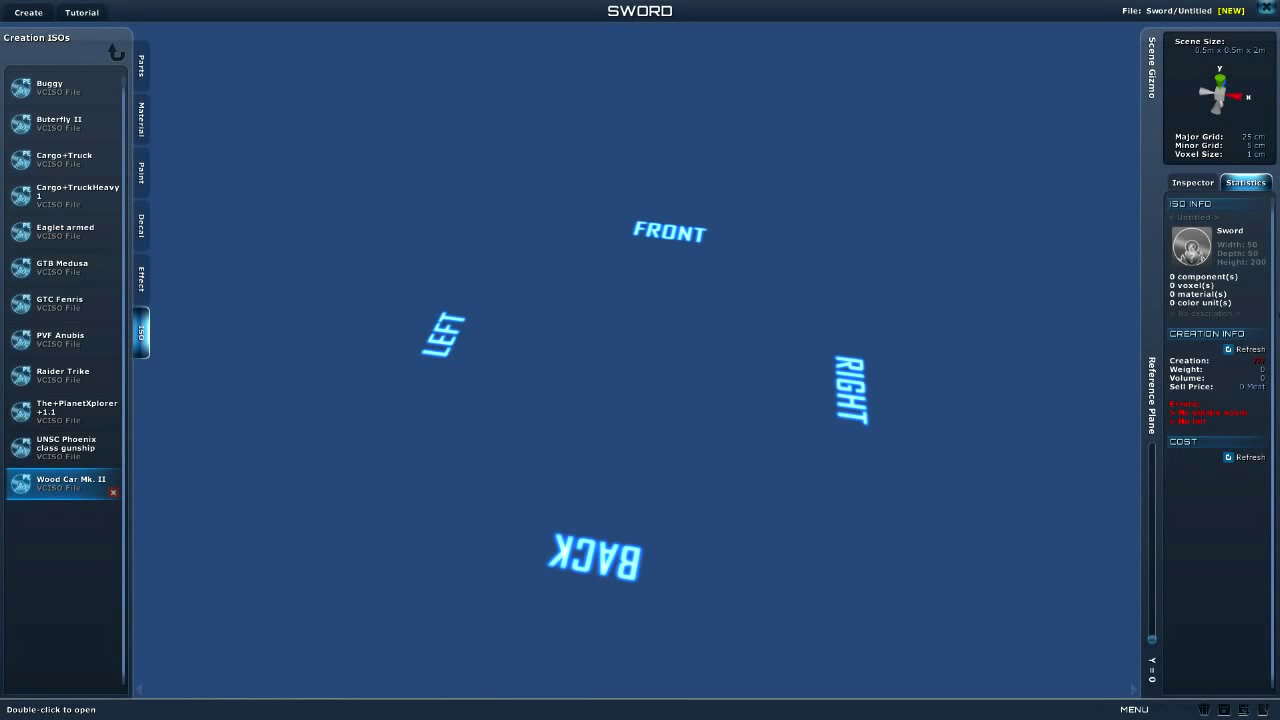 Create
Tutorial
SWORD
File: Sword/Untitled [NEW]
Creation ISOs
Buggy
VCISO File
Buterfly II
VCISO File
Cargo+Truck
VCISO File
Cargo+TruckHeavy
1
VCISO File
Eaglet armed
VCISO File
GTB Medusa
VCISO File
GTC Fenris
VCISO File
PVF Anubis
VCISO File
Raider Trike
VCISO File
The+PlanetXplorer
+1.1
VCISO File
UNSC Phoenix
class gunship
VCISO File
Wood Car Mk. II
VCISO File
Parts
Material
Paint
Decal
Effect
ISO
FRONT
LEFT
RIGHT
BACK
Scene Gizmo
Reference Plane
Y = 0
Scene Size:
0.5m x 0.5m x 2m
y
x
Major Grid: 25 cm
Minor Grid: 5 cm
Voxel Size: 1 cm
Inspector
Statistics
ISO INFO
< Untitled >
Sword
Width: 50
Depth: 50
Height: 200
0 component(s)
0 voxel(s)
0 material(s)
0 color unit(s)
< No description >
CREATION INFO
Refresh
Creation: ???
Weight: 0
Volume: 0
Sell Price: 0 Meat
Errors:
COST
Refresh
Double-click to open
MENU